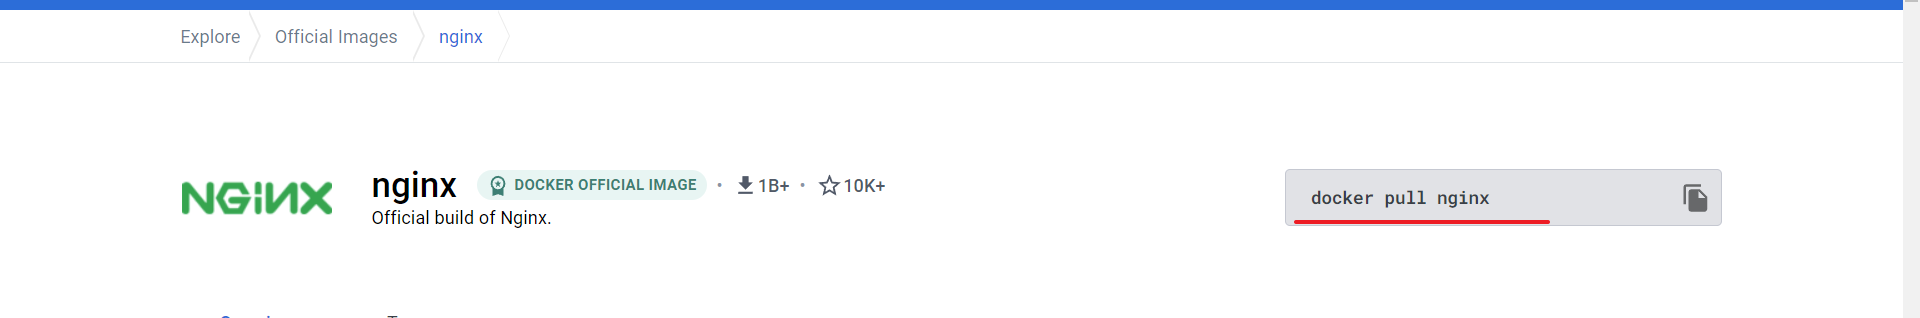 Explore
Official Images
nginx
NGINX
nginx
DOCKER OFFICIAL IMAGE
• 1B+ • 10K+
Official build of Nginx.
docker pull nginx